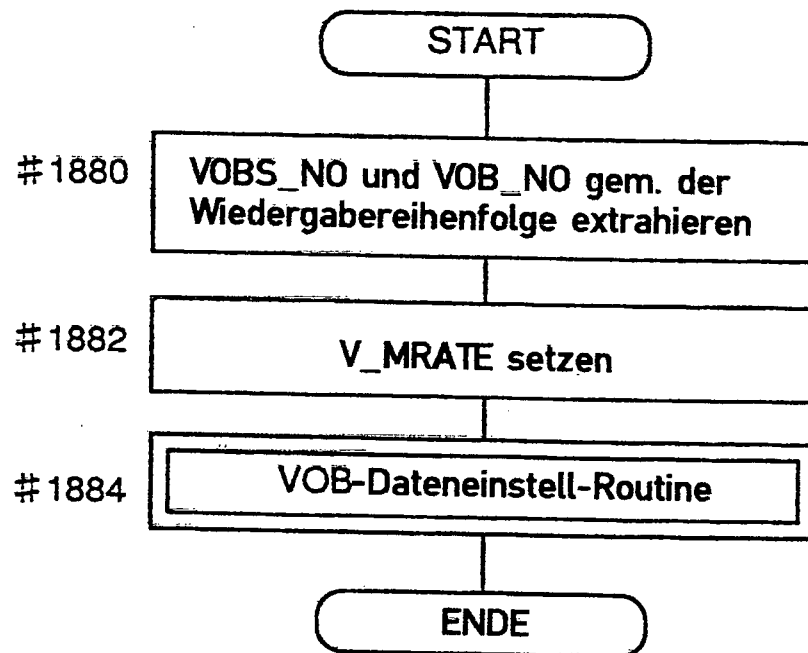 START
#1880
VOBS_NO und VOB_NO gem. der
Wiedergabereihenfolge extrahieren
#1882
V_MRATE setzen
#1884
VOB-Dateneinstell-Routine
ENDE